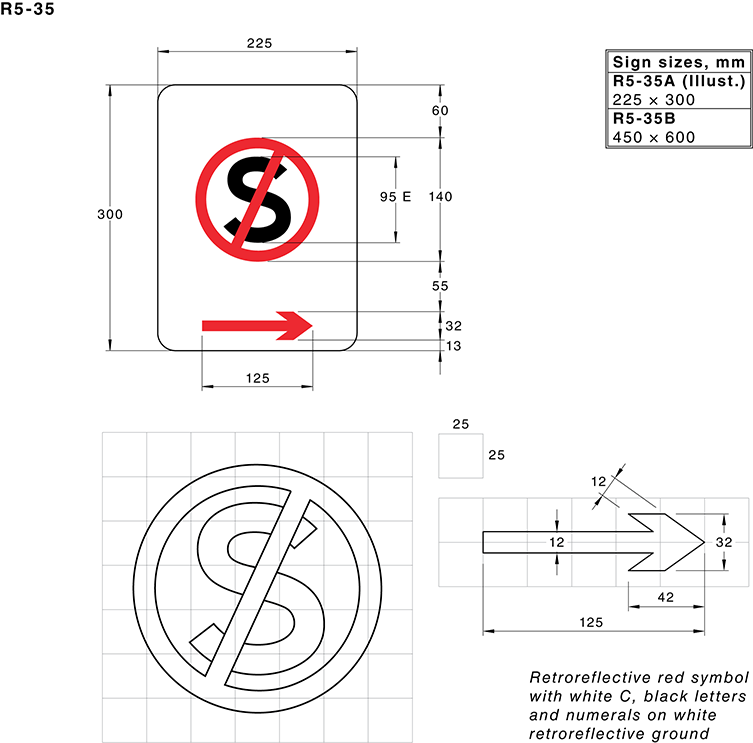 R5-35
225
Sign sizes, mm
R5-35A (Illust.)
225 × 300
R5-35B
450 × 600
60
S
95 E
140
300
55
32
13
125
25
25
12
12
32
42
125
S
Retroreflective red symbol
with white C, black letters
and numerals on white
retroreflective ground